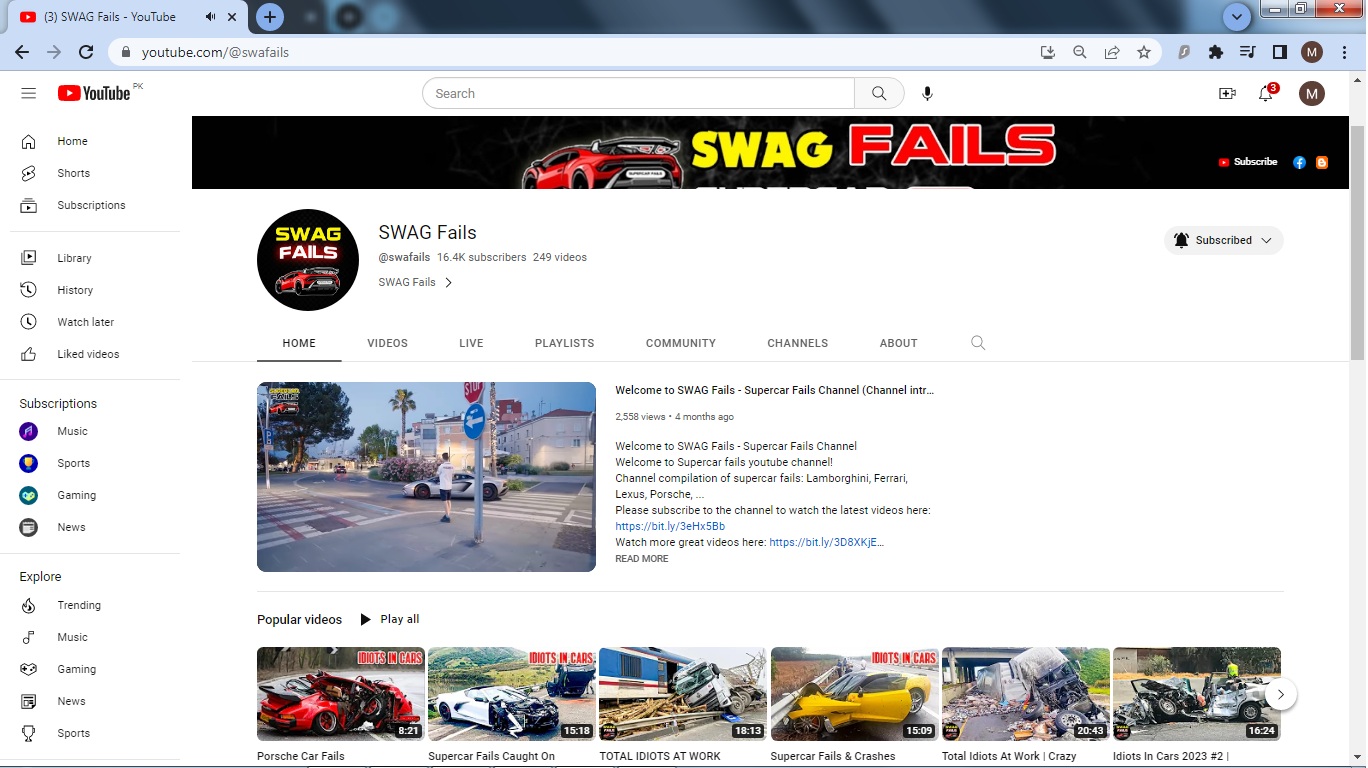 (3) SWAG Fails - YouTube
youtube.com/@swafails
M
YouTube PK
Search
3
M
Home
Shorts
Subscriptions
Library
History
Watch later
Liked videos
Subscriptions
Music
Sports
Gaming
News
Explore
Trending
Music
Gaming
News
Sports
SWAG FAILS
Subscribe
SWAG
FAILS
SWAG Fails
@swafails 16.4K subscribers 249 videos
SWAG Fails
Subscribed
HOME VIDEOS LIVE PLAYLISTS COMMUNITY CHANNELS ABOUT
STOP
Welcome to SWAG Fails - Supercar Fails Channel (Channel intr...
2,558 views • 4 months ago
Welcome to SWAG Fails - Supercar Fails Channel
Welcome to Supercar fails youtube channel!
Channel compilation of supercar fails: Lamborghini, Ferrari,
Lexus, Porsche, ...
Please subscribe to the channel to watch the latest videos here:
https://bit.ly/3eHx5Bb
Watch more great videos here: https://bit.ly/3D8XKjE...
READ MORE
Popular videos Play all
IDIOTS IN CARS
8:21
Porsche Car Fails
IDIOTS IN CARS
15:18
Supercar Fails Caught On
18:13
TOTAL IDIOTS AT WORK
IDIOTS IN CARS
15:09
Supercar Fails & Crashes
20:43
Total Idiots At Work | Crazy
16:24
Idiots In Cars 2023 #2 |